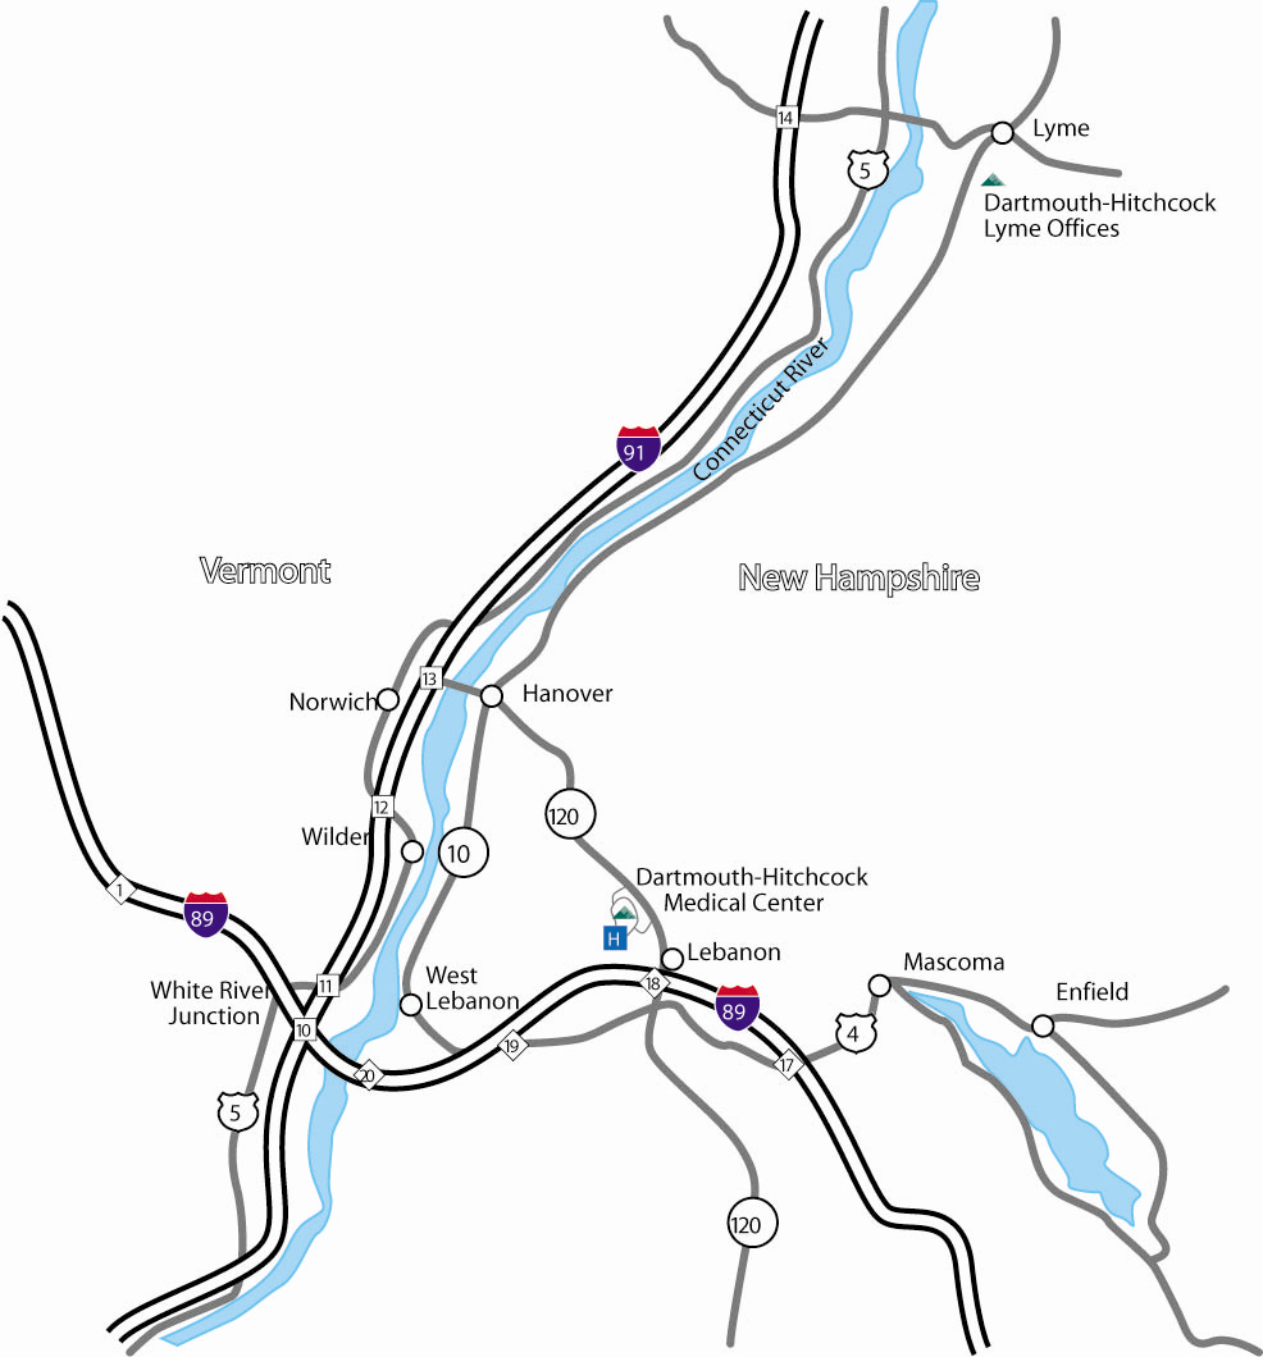 14
Lyme
5
Dartmouth-Hitchcock
Lyme Offices
Connecticut River
91
Vermont
New Hampshire
13
Norwich
Hanover
12
120
Wilder
10
Dartmouth-Hitchcock
Medical Center
1
89
H
Lebanon
Mascoma
West
Lebanon
11
18
White River
Junction
Enfield
89
10
4
19
17
20
5
120